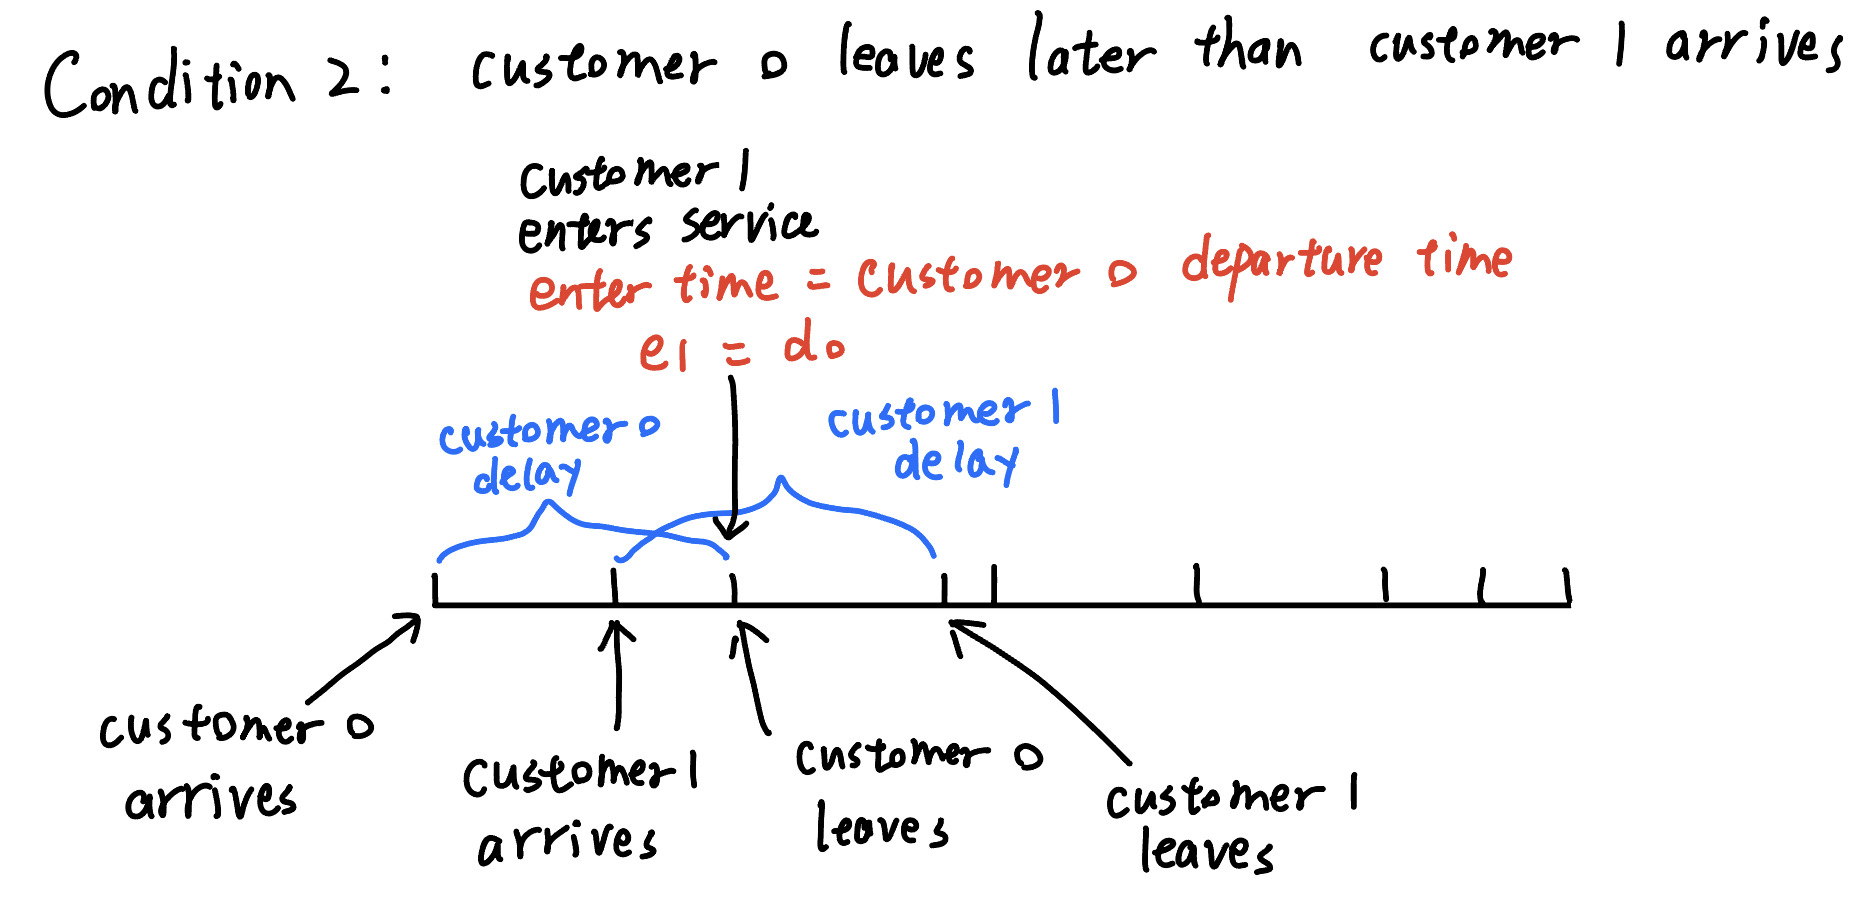 Condition 2: customer 0 leaves later than customer 1 arrives
customer 1
enters service
enter time = customer 0 departure time
e1 = d0
customer 0
delay
customer 1
delay
customer 0
arrives
customer 1
arrives
customer 0
leaves
customer 1
leaves